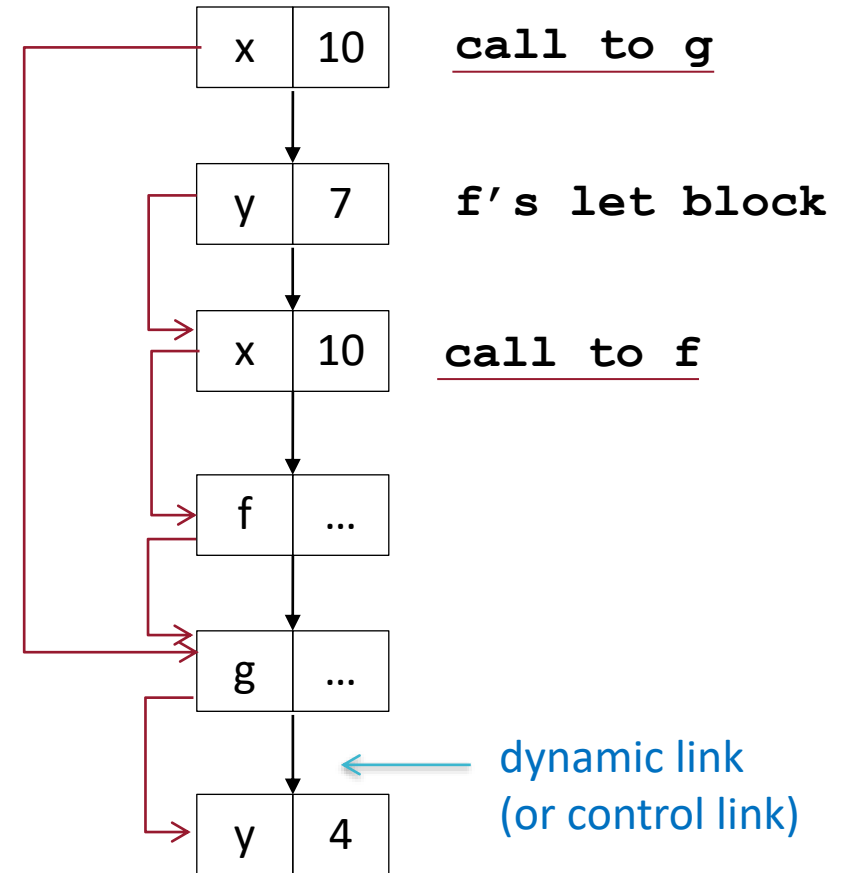 x 10 call to g
y 7 f’s let block
x 10 call to f
f …
g …
dynamic link
(or control link)
y 4